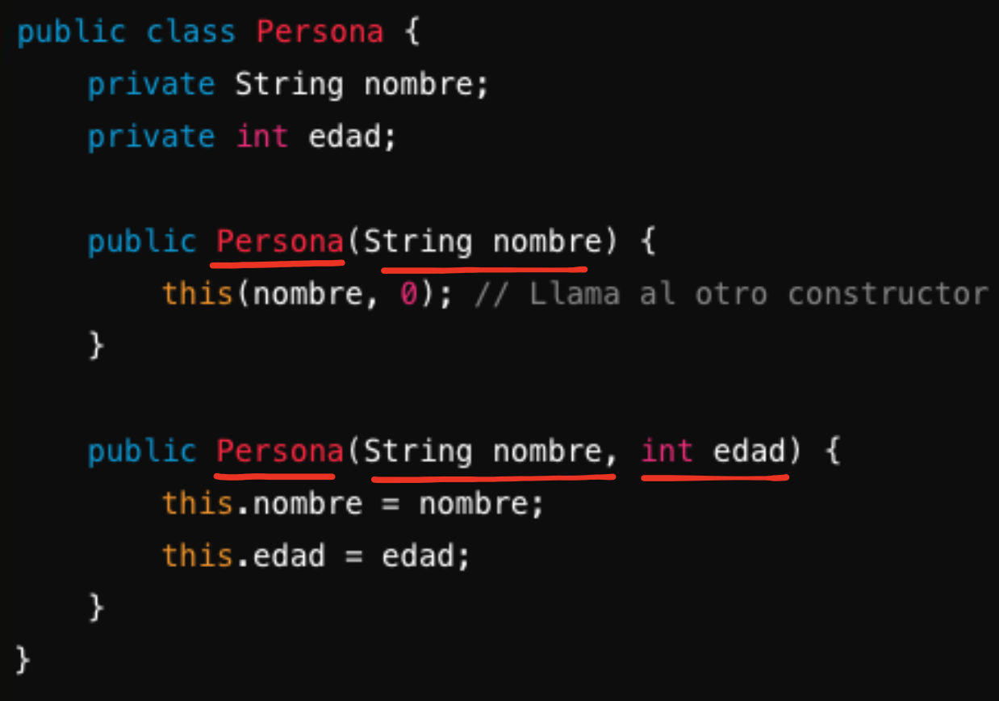 public class Persona {
private String nombre;
private int edad;
public Persona(String nombre) {
this(nombre, 0); // Llama al otro constructor
}
public Persona(String nombre, int edad) {
this.nombre = nombre;
this.edad = edad;
}
}